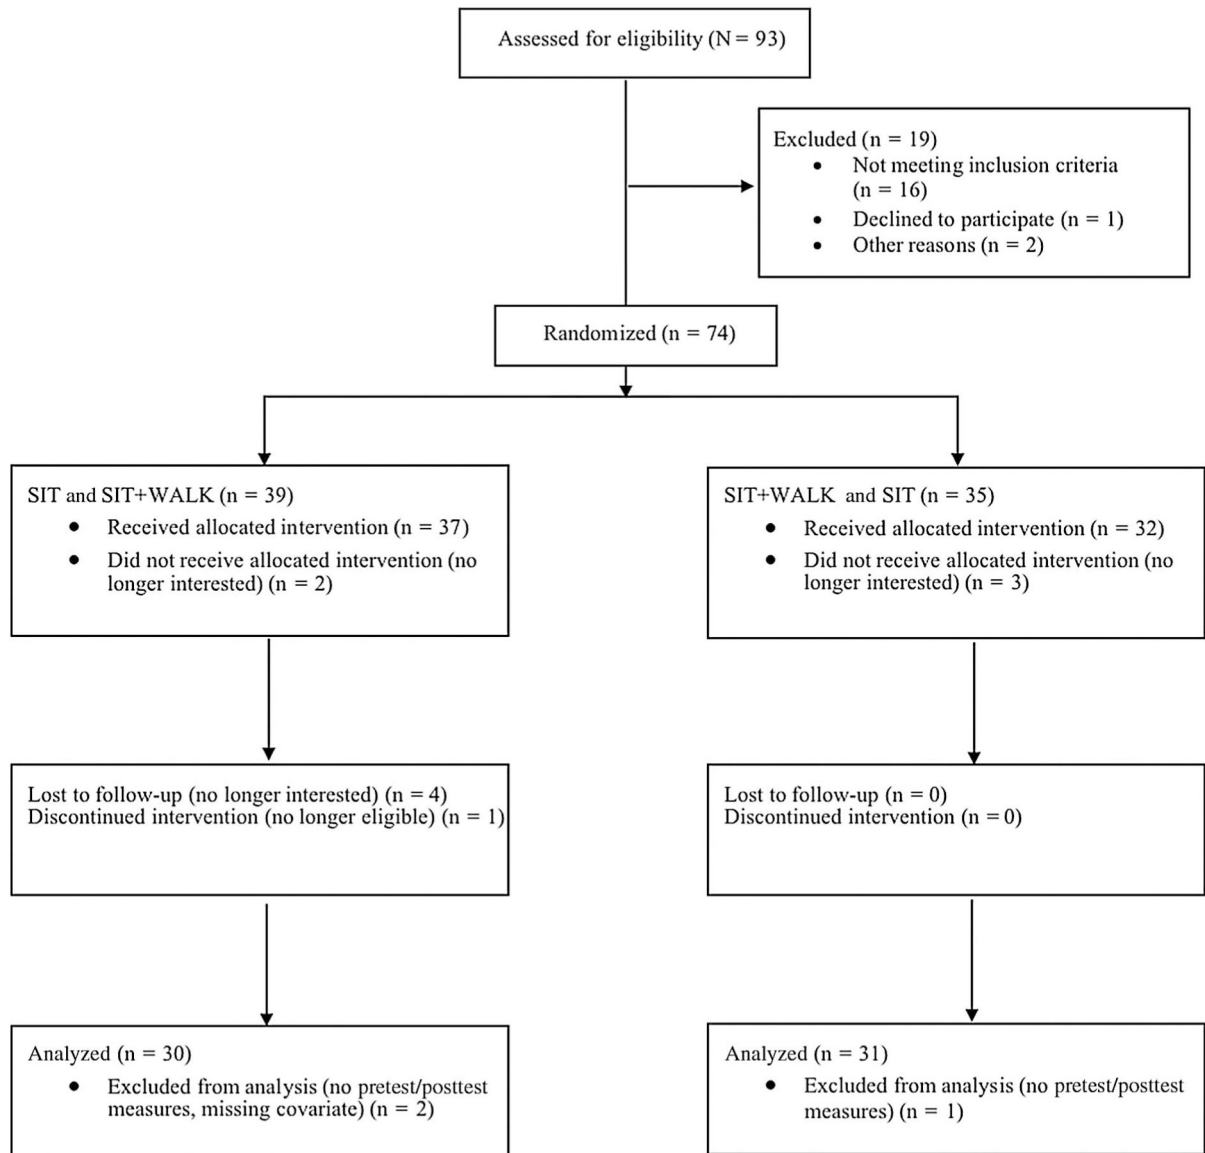 Assessed for eligibility (N = 93)
Excluded (n = 19)
• Not meeting inclusion criteria
(n = 16)
• Declined to participate (n = 1)
• Other reasons (n = 2)
Randomized (n = 74)
SIT and SIT+WALK (n = 39)
• Received allocated intervention (n = 37)
• Did not receive allocated intervention (no
longer interested) (n = 2)
SIT+WALK and SIT (n = 35)
• Received allocated intervention (n = 32)
• Did not receive allocated intervention (no
longer interested) (n = 3)
Lost to follow-up (no longer interested) (n = 4)
Discontinued intervention (no longer eligible) (n = 1)
Lost to follow-up (n = 0)
Discontinued intervention (n = 0)
Analyzed (n = 30)
• Excluded from analysis (no pretest/posttest
measures, missing covariate) (n = 2)
Analyzed (n = 31)
• Excluded from analysis (no pretest/posttest
measures) (n = 1)